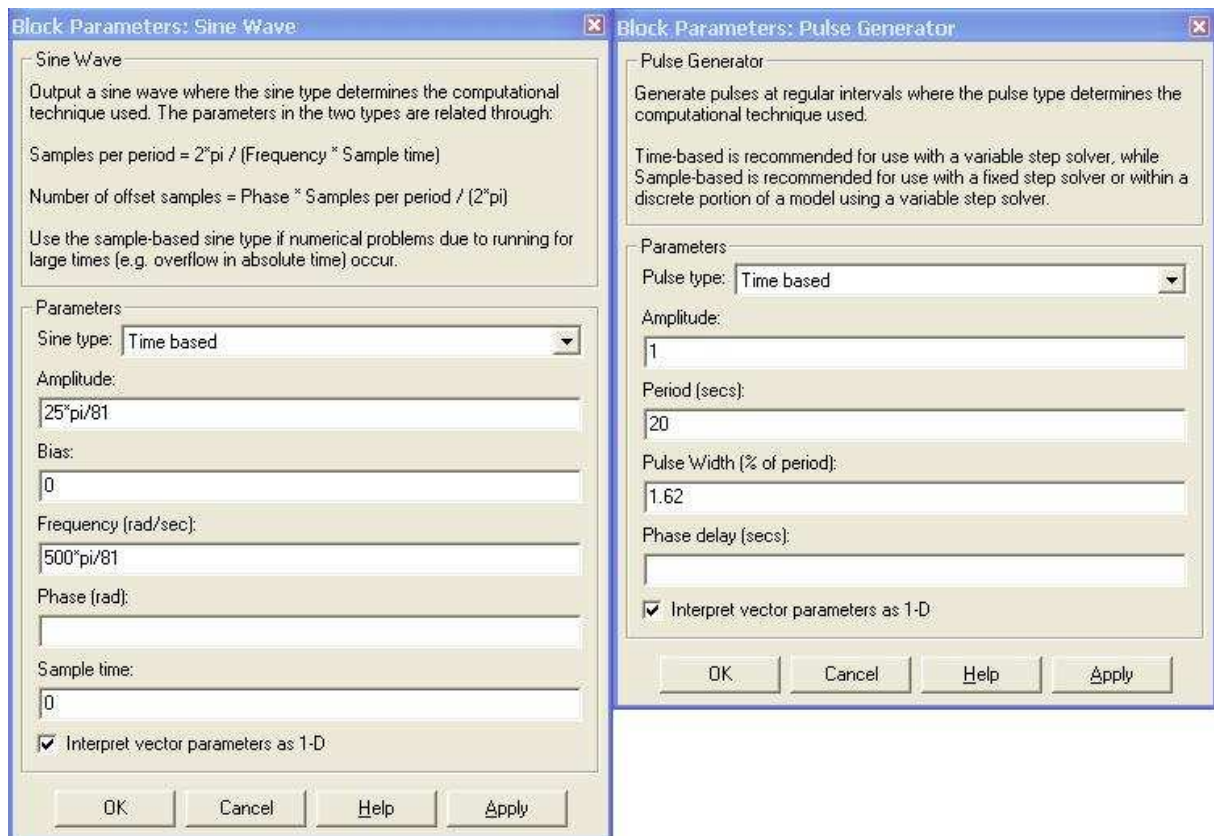 Block Parameters: Sine Wave
Sine Wave
Output a sine wave where the sine type determines the computational
technique used. The parameters in the two types are related through:
Samples per period = 2*pi / (Frequency * Sample time)
Number of offset samples = Phase * Samples per period / (2*pi)
Use the sample-based sine type if numerical problems due to running for
large times (e.g. overflow in absolute time) occur.
Parameters
Sine type: Time based
Amplitude:
25*pi/81
Bias:
0
Frequency (rad/sec):
500*pi/81
Phase (rad):
Sample time:
0
Interpret vector parameters as 1-D
OK Cancel Help Apply
Block Parameters: Pulse Generator
Pulse Generator
Generate pulses at regular intervals where the pulse type determines the
computational technique used.
Time-based is recommended for use with a variable step solver, while
Sample-based is recommended for use with a fixed step solver or within a
discrete portion of a model using a variable step solver.
Parameters
Pulse type: Time based
Amplitude:
1
Period (secs):
20
Pulse Width (% of period):
1.62
Phase delay (secs):
Interpret vector parameters as 1-D
OK Cancel Help Apply